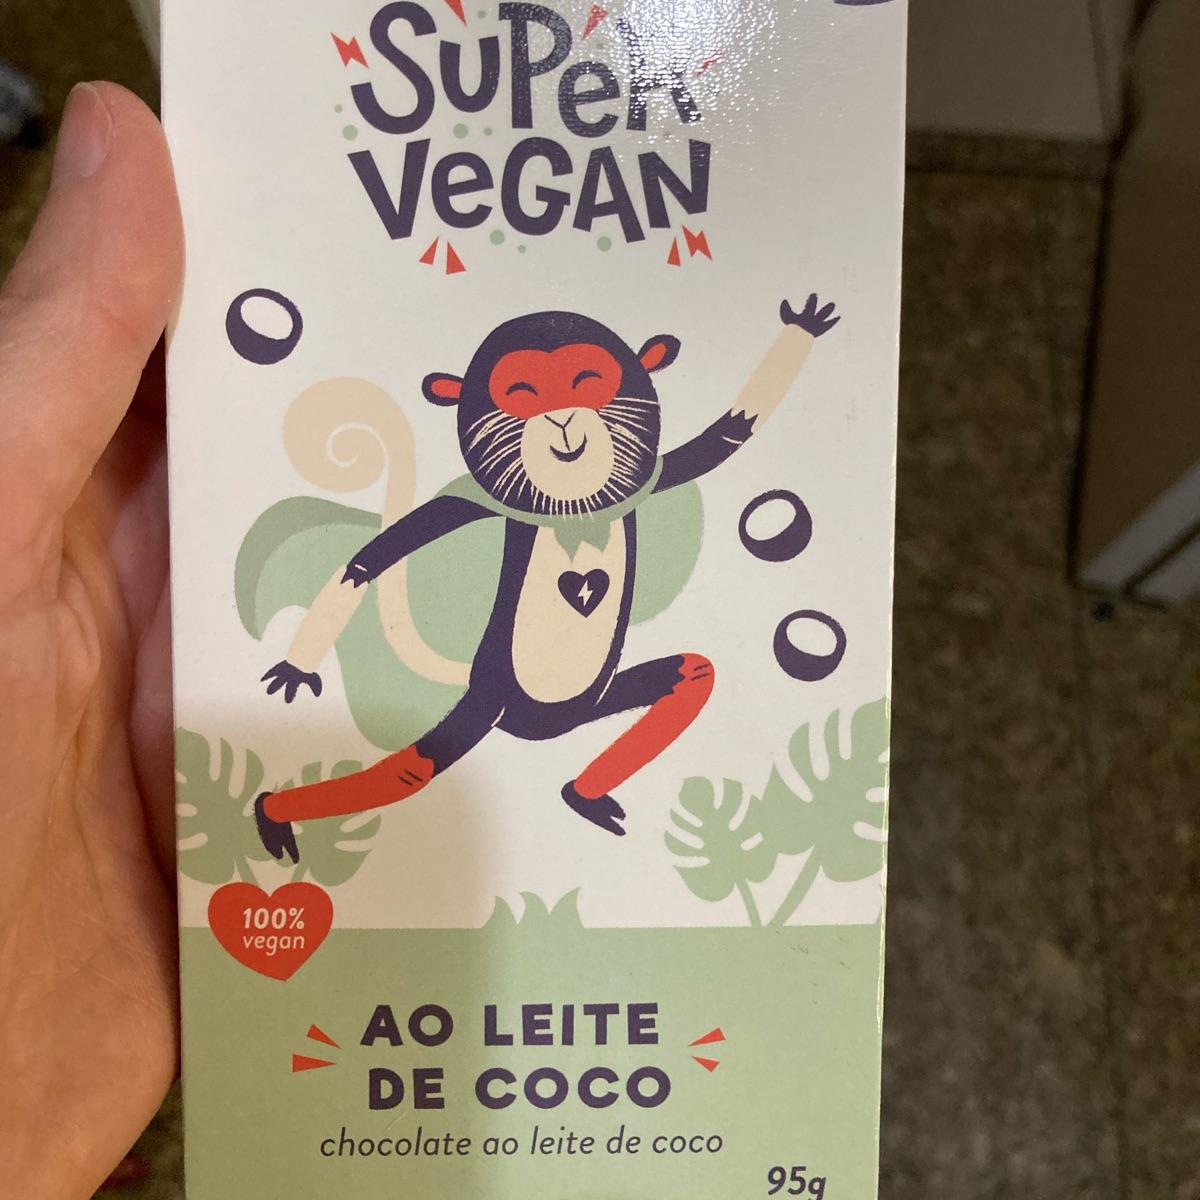 SuPeR
VeGAN
100%
vegan
AO LEITE
DE COCO
chocolate ao leite de coco
95g